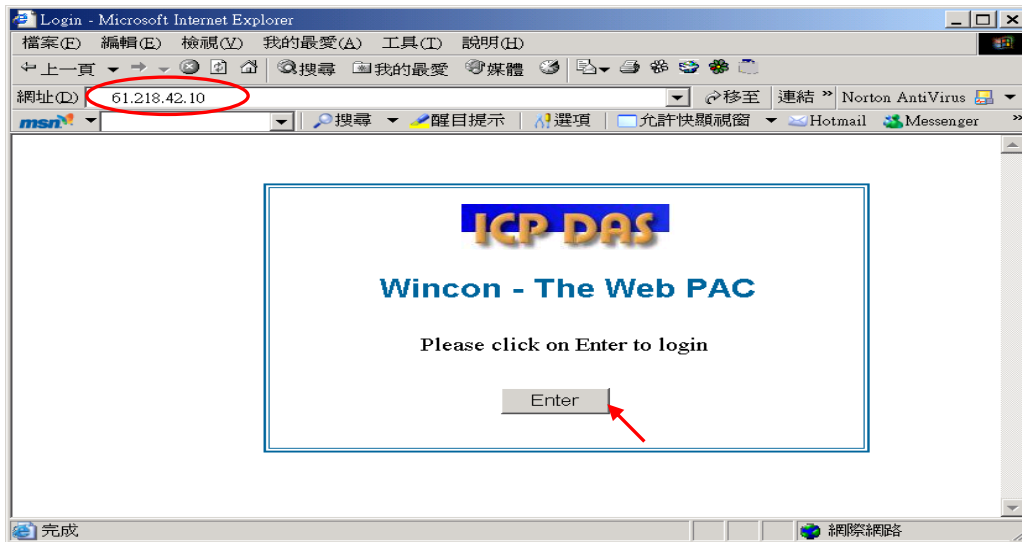 Login - Microsoft Internet Explorer
檔案(F) 編輯(E) 檢視(V) 我的最愛(A) 工具(T) 說明(H)
上一頁 搜尋 我的最愛 媒體
網址(D) 61.218.42.10 移至 連結 » Norton AntiVirus
msn 搜尋 醒目提示 選項 允許快顯視窗 Hotmail Messenger »
ICP DAS
Wincon - The Web PAC
Please click on Enter to login
Enter
完成 網際網路